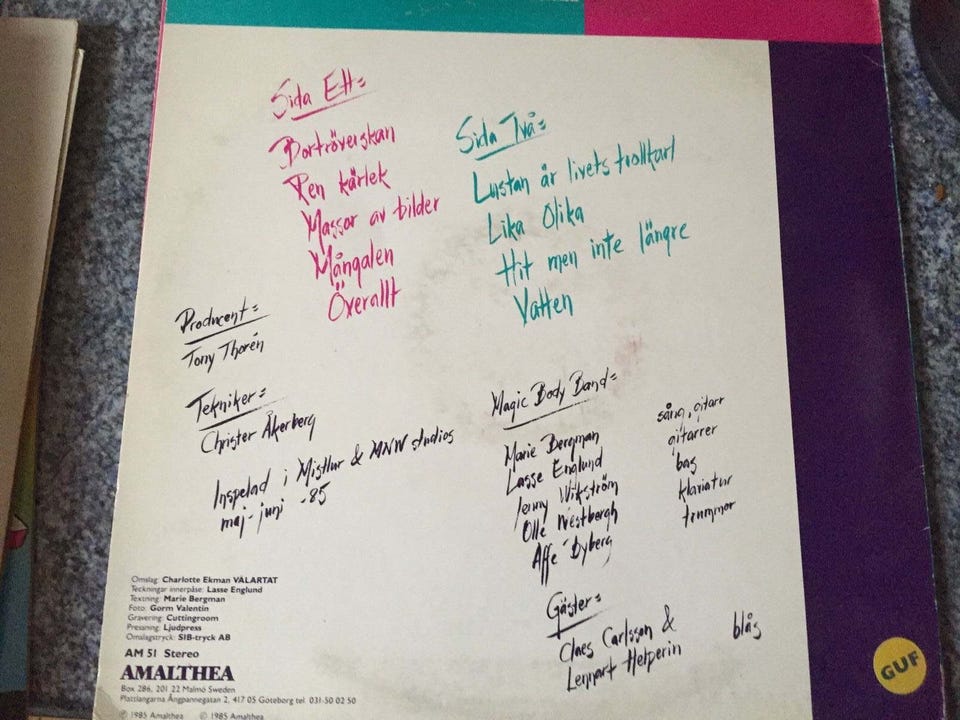 Sida Ett=
Bortröverskan
Ren kärlek
Massor av bilder
Mångalen
Överallt
Sida Två=
Lustan är livets trollkarl
Lika Olika
Hit men inte längre
Vatten
Producent=
Tony Thorén
Tekniker=
Christer Åkerberg
Inspelad i Mistlur & MNW studios
maj-juni -85
Magic Body Band=
Marie Bergman sång, gitarr
Lasse Englund gitarrer
Jenny Wikström bas
Olle Westbergh klaviatur
Affe Dyberg trummor
Gäster=
Claes Carlsson & blås
Lennart Helperin
Omslag: Charlotte Ekman VÄLARTAT
Teckningar innerpåse: Lasse Englund
Textning: Marie Bergman
Foto: Gorm Valentin
Gravering: Cuttingroom
Pressning: Ljudpress
Omslagstryck: SIB-tryck AB
AM 51 Stereo
AMALTHEA
Box 286, 201 22 Malmö Sweden
Plattlangarna Ångpannegatan 2, 417 05 Göteborg tel 031-50 02 50
Ⓟ 1985 Amalthea © 1985 Amalthea
GUF